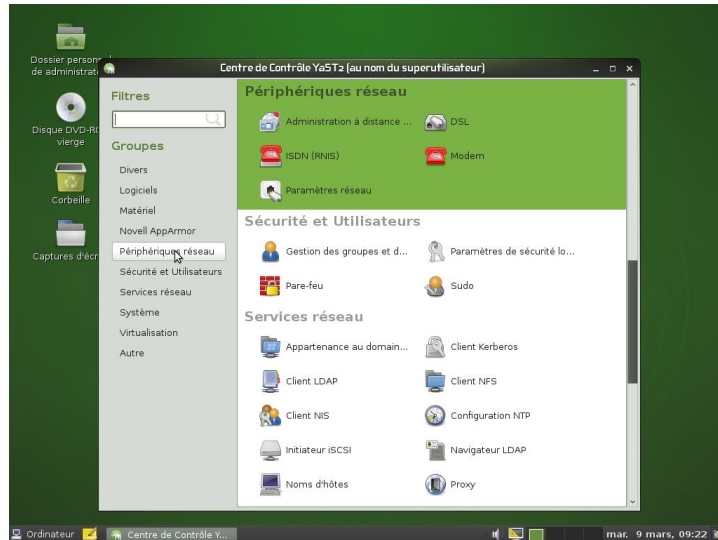 Dossier person
de administrat
Disque DVD-RO
vierge
Corbeille
Captures d'écr
Centre de Contrôle YaST2 (au nom du superutilisateur)
Filtres
Groupes
Divers
Logiciels
Matériel
Novell AppArmor
Périphériques réseau
Sécurité et Utilisateurs
Services réseau
Système
Virtualisation
Autre
Périphériques réseau
Administration à distance ...
DSL
ISDN (RNIS)
Modem
Paramètres réseau
Sécurité et Utilisateurs
Gestion des groupes et d...
Paramètres de sécurité lo...
Pare-feu
Sudo
Services réseau
Appartenance au domain...
Client Kerberos
Client LDAP
Client NFS
Client NIS
Configuration NTP
Initiateur iSCSI
Navigateur LDAP
Noms d'hôtes
Proxy
Ordinateur
Centre de Contrôle Y...
mar. 9 mars, 09:22